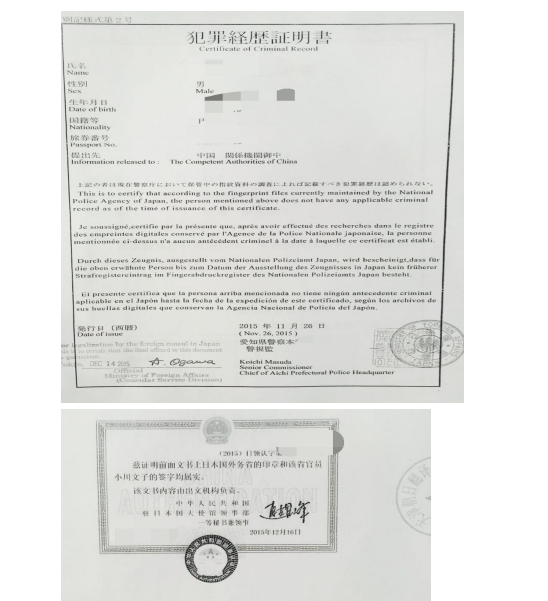 別記様式第2号
犯罪経歴証明書
Certificate of Criminal Record
氏名
Name
性別 男
Sex Male
生年月日
Date of birth
国籍等
Nationality
旅券番号
Passport No.
提出先 中国 関係機関御中
Information released to : The Competent Authorities of China
上記の者は現在警察庁において保管中の指紋資料の調査によれば記載すべき犯罪経歴は認められない。
This is to certify that according to the fingerprint files currently maintained by the National
Police Agency of Japan, the person mentioned above does not have any applicable criminal
record as of the time of issuance of this certificate.
Je soussigné,certifie par la présente que, après avoir effectué des recherches dans le registre
des empreintes digitales conservé par l'Agence de la Police Nationale japonaise, la personne
mentionnée ci-dessus n'a aucun antécédent criminel à la date à laquelle ce certificat est établi.
Durch dieses Zeugnis, ausgestellt vom Nationalen Polizeiamt Japan, wird bescheinigt,dass für
die oben erwähnte Person bis zum Datum der Ausstellung des Zeugnisses in Japan kein früherer
Strafregistereintrag im Fingerabdruckregister des Nationalen Polizeiamts Japan besteht.
El presente certifica que la persona arriba mencionada no tiene ningún antecedente criminal
aplicable en el Japón hasta la fecha de la expedición de este certificado, según los archivos de
sus huellas digitales que conservan la Agencia Nacional de Policía del Japón.
発行日(西暦) 2015 年 11 月 26 日
Date of issue ( Nov. 26, 2015 )
愛知県警察本
警視監
legalization by the foreign consul in Japan
DEC 14 2015 A. Ogawa
Official
Ministry of Foreign Affairs
(Consular Service Division)
Koichi Masuda
Senior Commissioner
Chief of Aichi Prefectural Police Headquarter
(2015) 日领认字第
兹证明前面文书上日本国外务省的印章和该省官员
小川文子的签字均属实。
该文书内容由出文机构负责。
中华人民共和国
驻日本国大使馆领事部
一等秘书兼领事
2015年12月16日